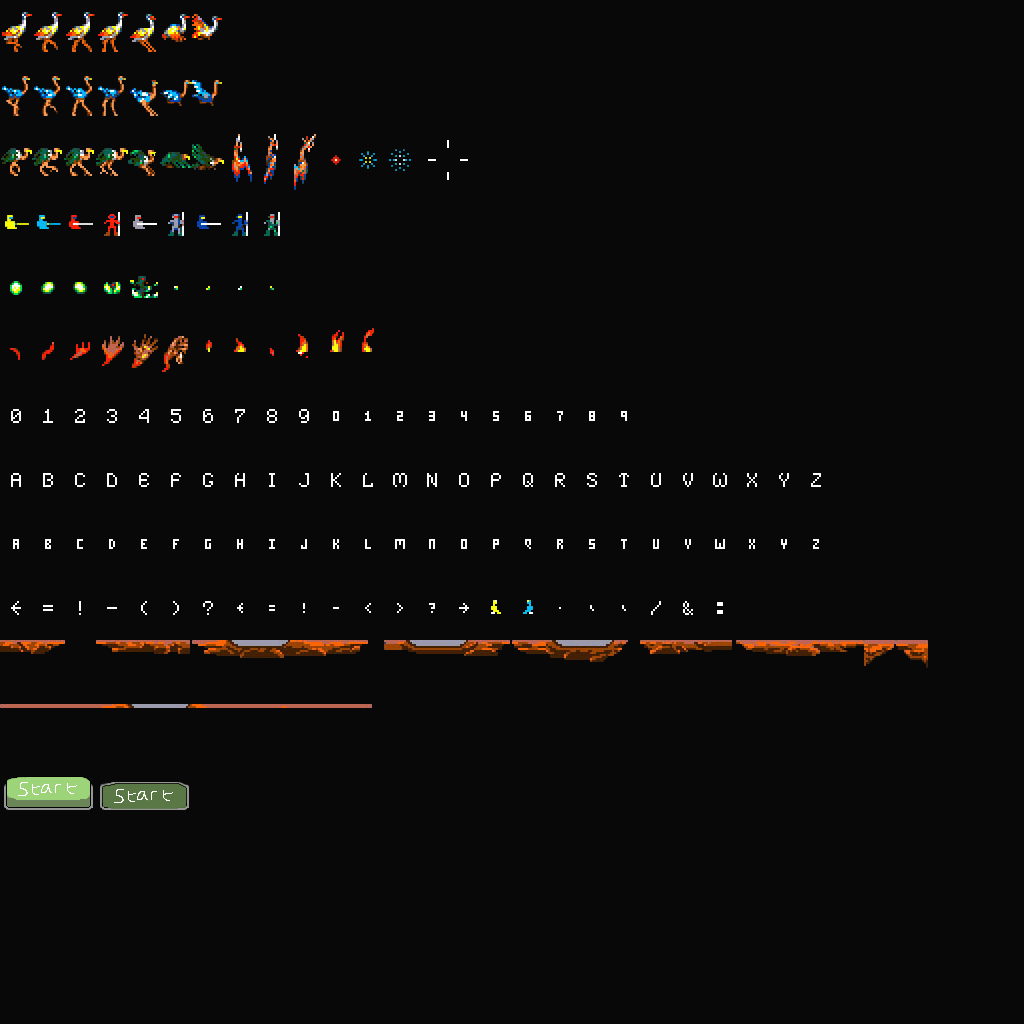 0 1 2 3 4 5 6 7 8 9 0 1 2 3 4 5 6 7 8 9
A B C D E F G H I J K L M N O P Q R S T U V W X Y Z
A B C D E F G H I J K L M N O P Q R S T U V W X Y Z
← = ! - ( ) ? ← = ! - < > ? → · / & :
Start Start